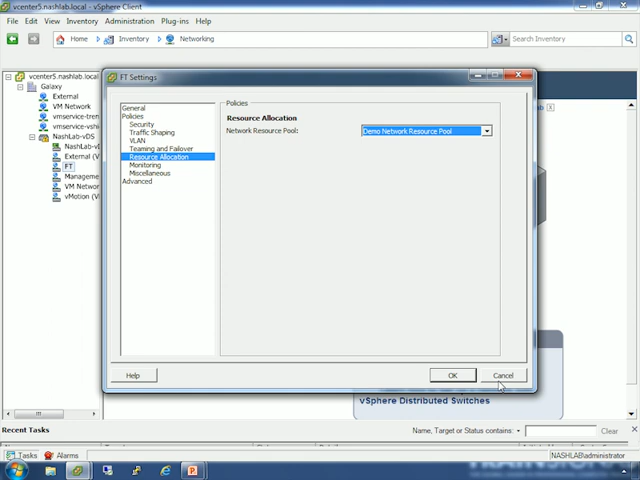 vcenter5.nashlab.local - vSphere Client
File Edit View Inventory Administration Plug-ins Help
Home Inventory Networking
Search Inventory
vcenter5.nashlab.local
Galaxy
External
VM Network
vmservice-tren
vmservice-vshi
NashLab-vDS
NashLab-vD
External (V
FT
Manageme
VM Netwo
vMotion (V
FT Settings
General
Policies
Security
Traffic Shaping
VLAN
Teaming and Failover
Resource Allocation
Monitoring
Miscellaneous
Advanced
Policies
Resource Allocation
Network Resource Pool: Demo Network Resource Pool
Help OK Cancel
vSphere Distributed Switches
Recent Tasks
Name, Target or Status contains: Clear
Tasks Alarms
NASHLAB\administrator